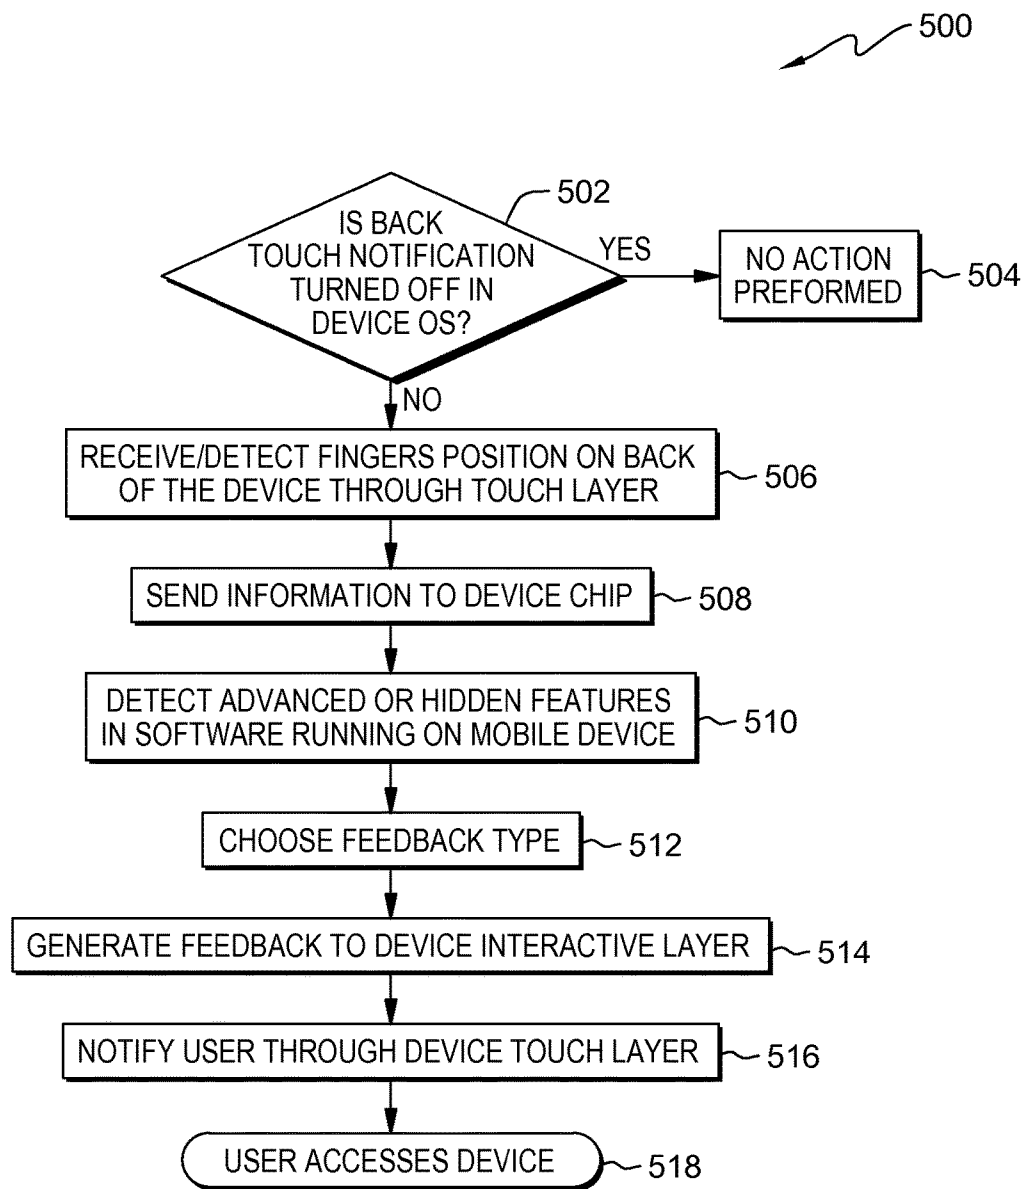 500
IS BACK
TOUCH NOTIFICATION
TURNED OFF IN
DEVICE OS?
502
YES
NO ACTION
PREFORMED
504
NO
RECEIVE/DETECT FINGERS POSITION ON BACK
OF THE DEVICE THROUGH TOUCH LAYER
506
SEND INFORMATION TO DEVICE CHIP
508
DETECT ADVANCED OR HIDDEN FEATURES
IN SOFTWARE RUNNING ON MOBILE DEVICE
510
CHOOSE FEEDBACK TYPE
512
GENERATE FEEDBACK TO DEVICE INTERACTIVE LAYER
514
NOTIFY USER THROUGH DEVICE TOUCH LAYER
516
USER ACCESSES DEVICE
518